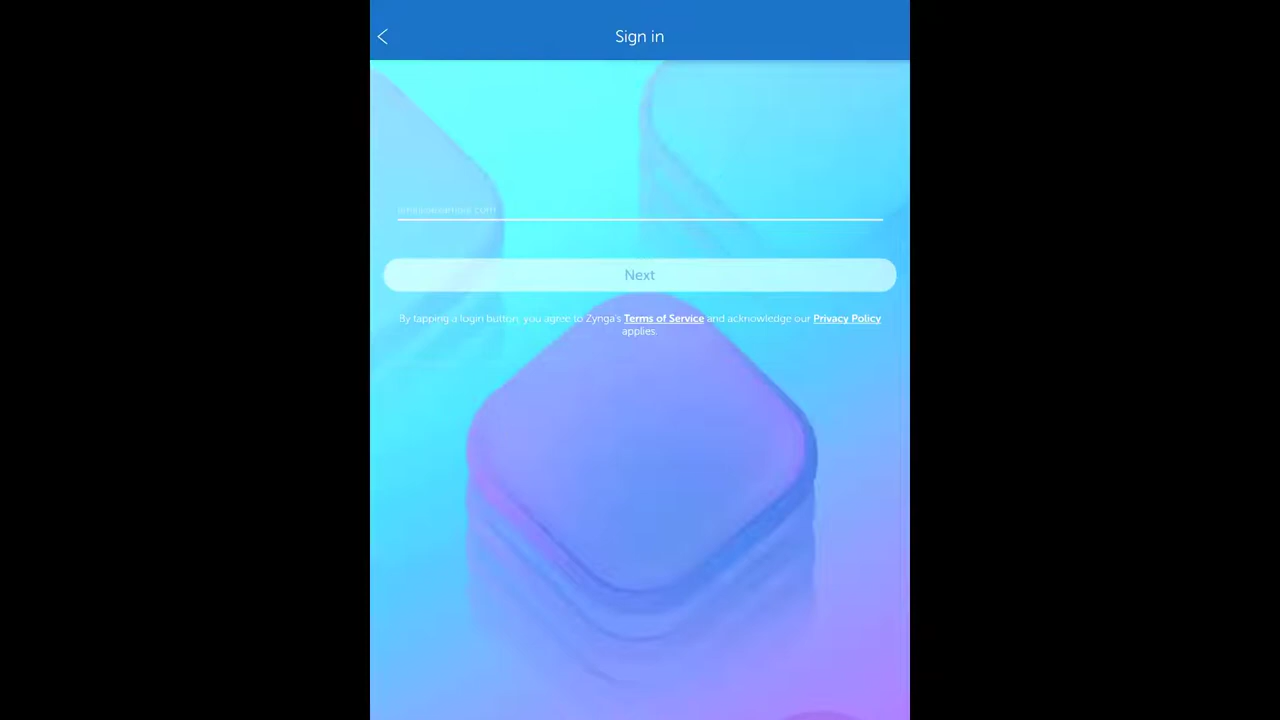 Sign in
Next
By tapping a login button, you agree to Zynga's Terms of Service and acknowledge our Privacy Policy
applies.